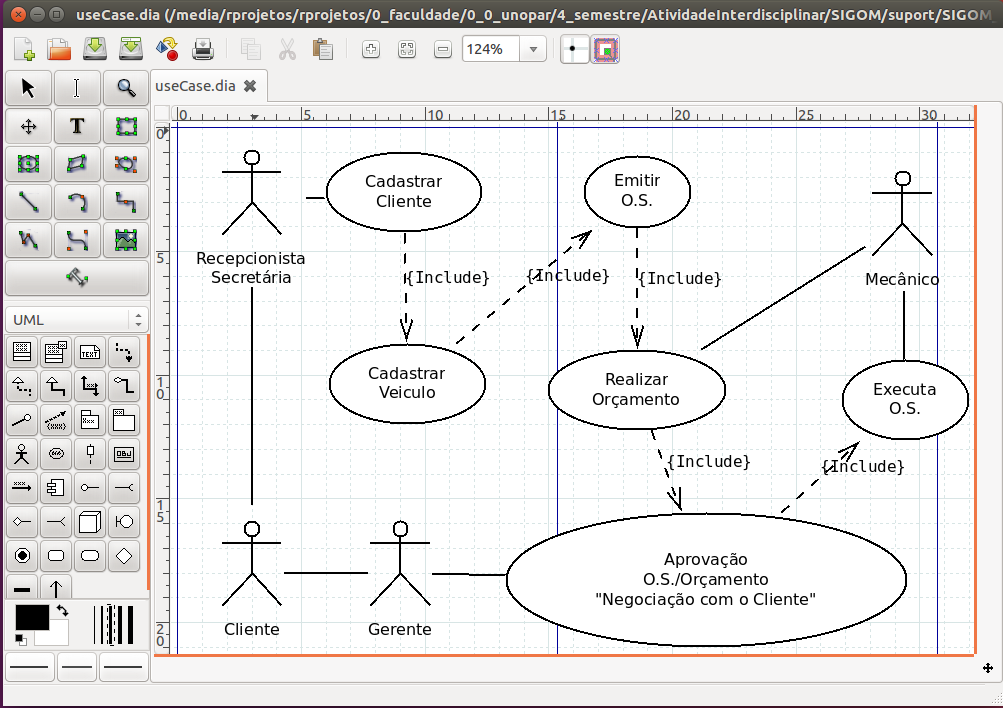 useCase.dia (/media/rprojetos/rprojetos/0_faculdade/0_0_unopar/4_semestre/AtividadeInterdisciplinar/SIGOM/suport/SIGOM_
124%
T
useCase.dia
0 5 10 15 20 25 30
0
5
10
15
20
UML
Recepcionista
Secretária
Cadastrar
Cliente
Emitir
O.S.
Mecânico
{Include}
{Include}
{Include}
Cadastrar
Veiculo
Realizar
Orçamento
Executa
O.S.
{Include}
{Include}
Cliente
Gerente
Aprovação
O.S./Orçamento
"Negociação com o Cliente"